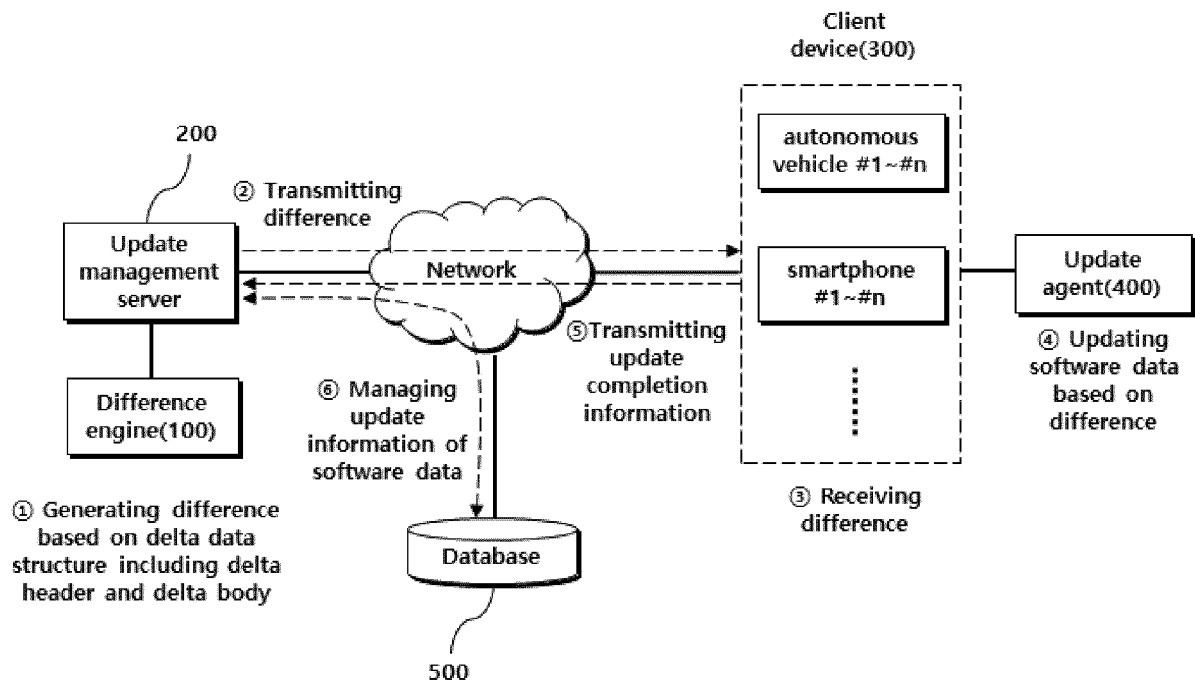 Client
device(300)
200
autonomous
vehicle #1~#n
② Transmitting
difference
Update
management
server
Network
smartphone
#1~#n
Update
agent(400)
⑤Transmitting
update
completion
information
④ Updating
software data
based on
difference
⑥ Managing
update
information of
software data
Difference
engine(100)
③ Receiving
difference
① Generating difference
based on delta data
structure including delta
header and delta body
Database
500